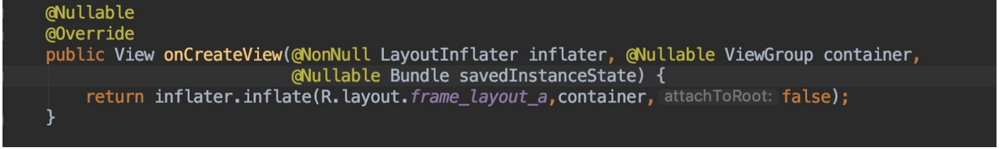 @Nullable
@Override
public View onCreateView(@NonNull LayoutInflater inflater, @Nullable ViewGroup container,
@Nullable Bundle savedInstanceState) {
return inflater.inflate(R.layout.frame_layout_a,container, attachToRoot: false);
}